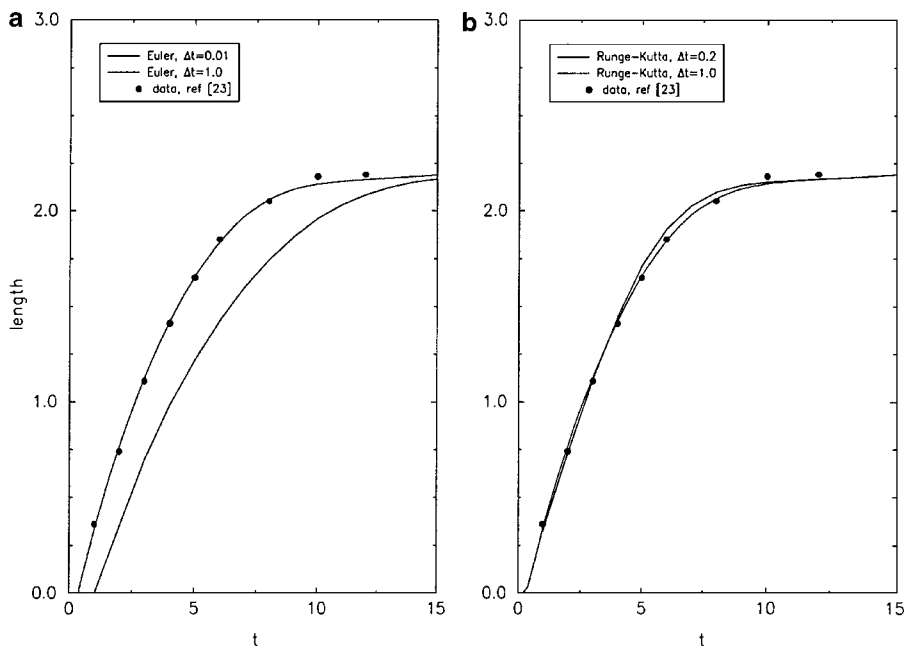 a
3.0
Euler, Δt=0.01
Euler, Δt=1.0
data, ref [23]
2.0
length
1.0
0.0
0
5
10
15
t
b
3.0
Runge-Kutta, Δt=0.2
Runge-Kutta, Δt=1.0
data, ref [23]
2.0
1.0
0.0
0
5
10
15
t